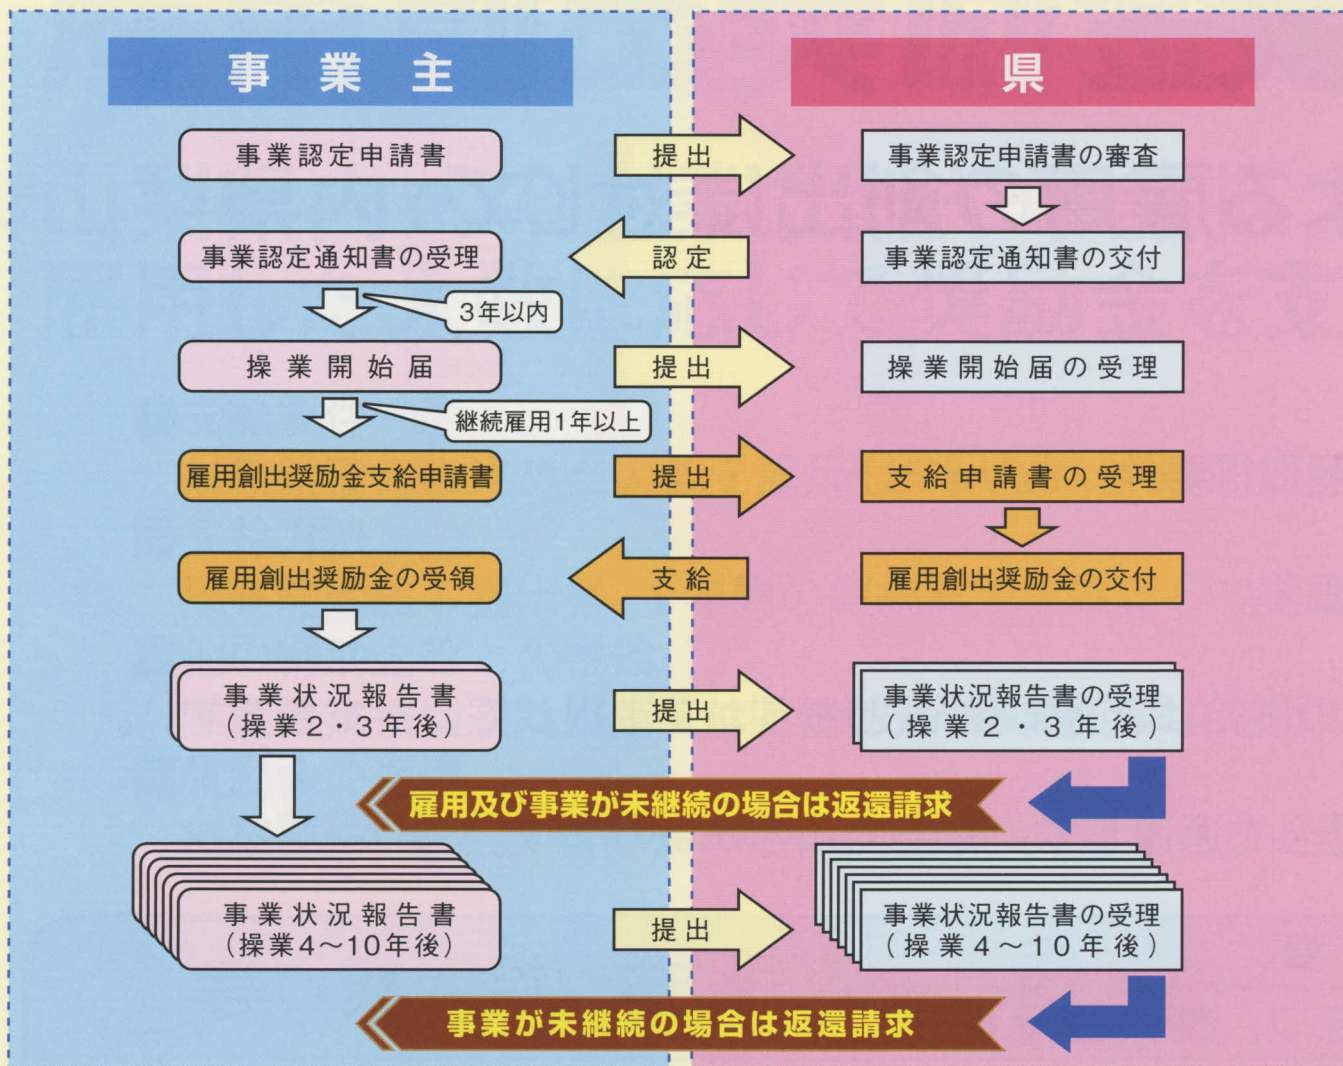 事業主
県
事業認定申請書
提出
事業認定申請書の審査
事業認定通知書の受理
認定
事業認定通知書の交付
3年以内
操業開始届
提出
操業開始届の受理
継続雇用1年以上
雇用創出奨励金支給申請書
提出
支給申請書の受理
雇用創出奨励金の受領
支給
雇用創出奨励金の交付
事業状況報告書
(操業2・3年後)
提出
事業状況報告書の受理
(操業2・3年後)
雇用及び事業が未継続の場合は返還請求
事業状況報告書
(操業4～10年後)
提出
事業状況報告書の受理
(操業4～10年後)
事業が未継続の場合は返還請求